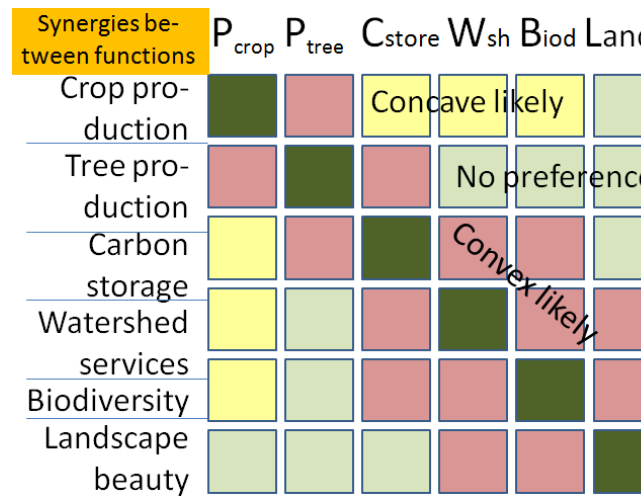 Synergies be-
tween functions
Pcrop Ptree Cstore Wsh Biod Land
Crop pro-
duction
Concave likely
Tree pro-
duction
No preference
Carbon
storage
Convex likely
Watershed
services
Biodiversity
Landscape
beauty